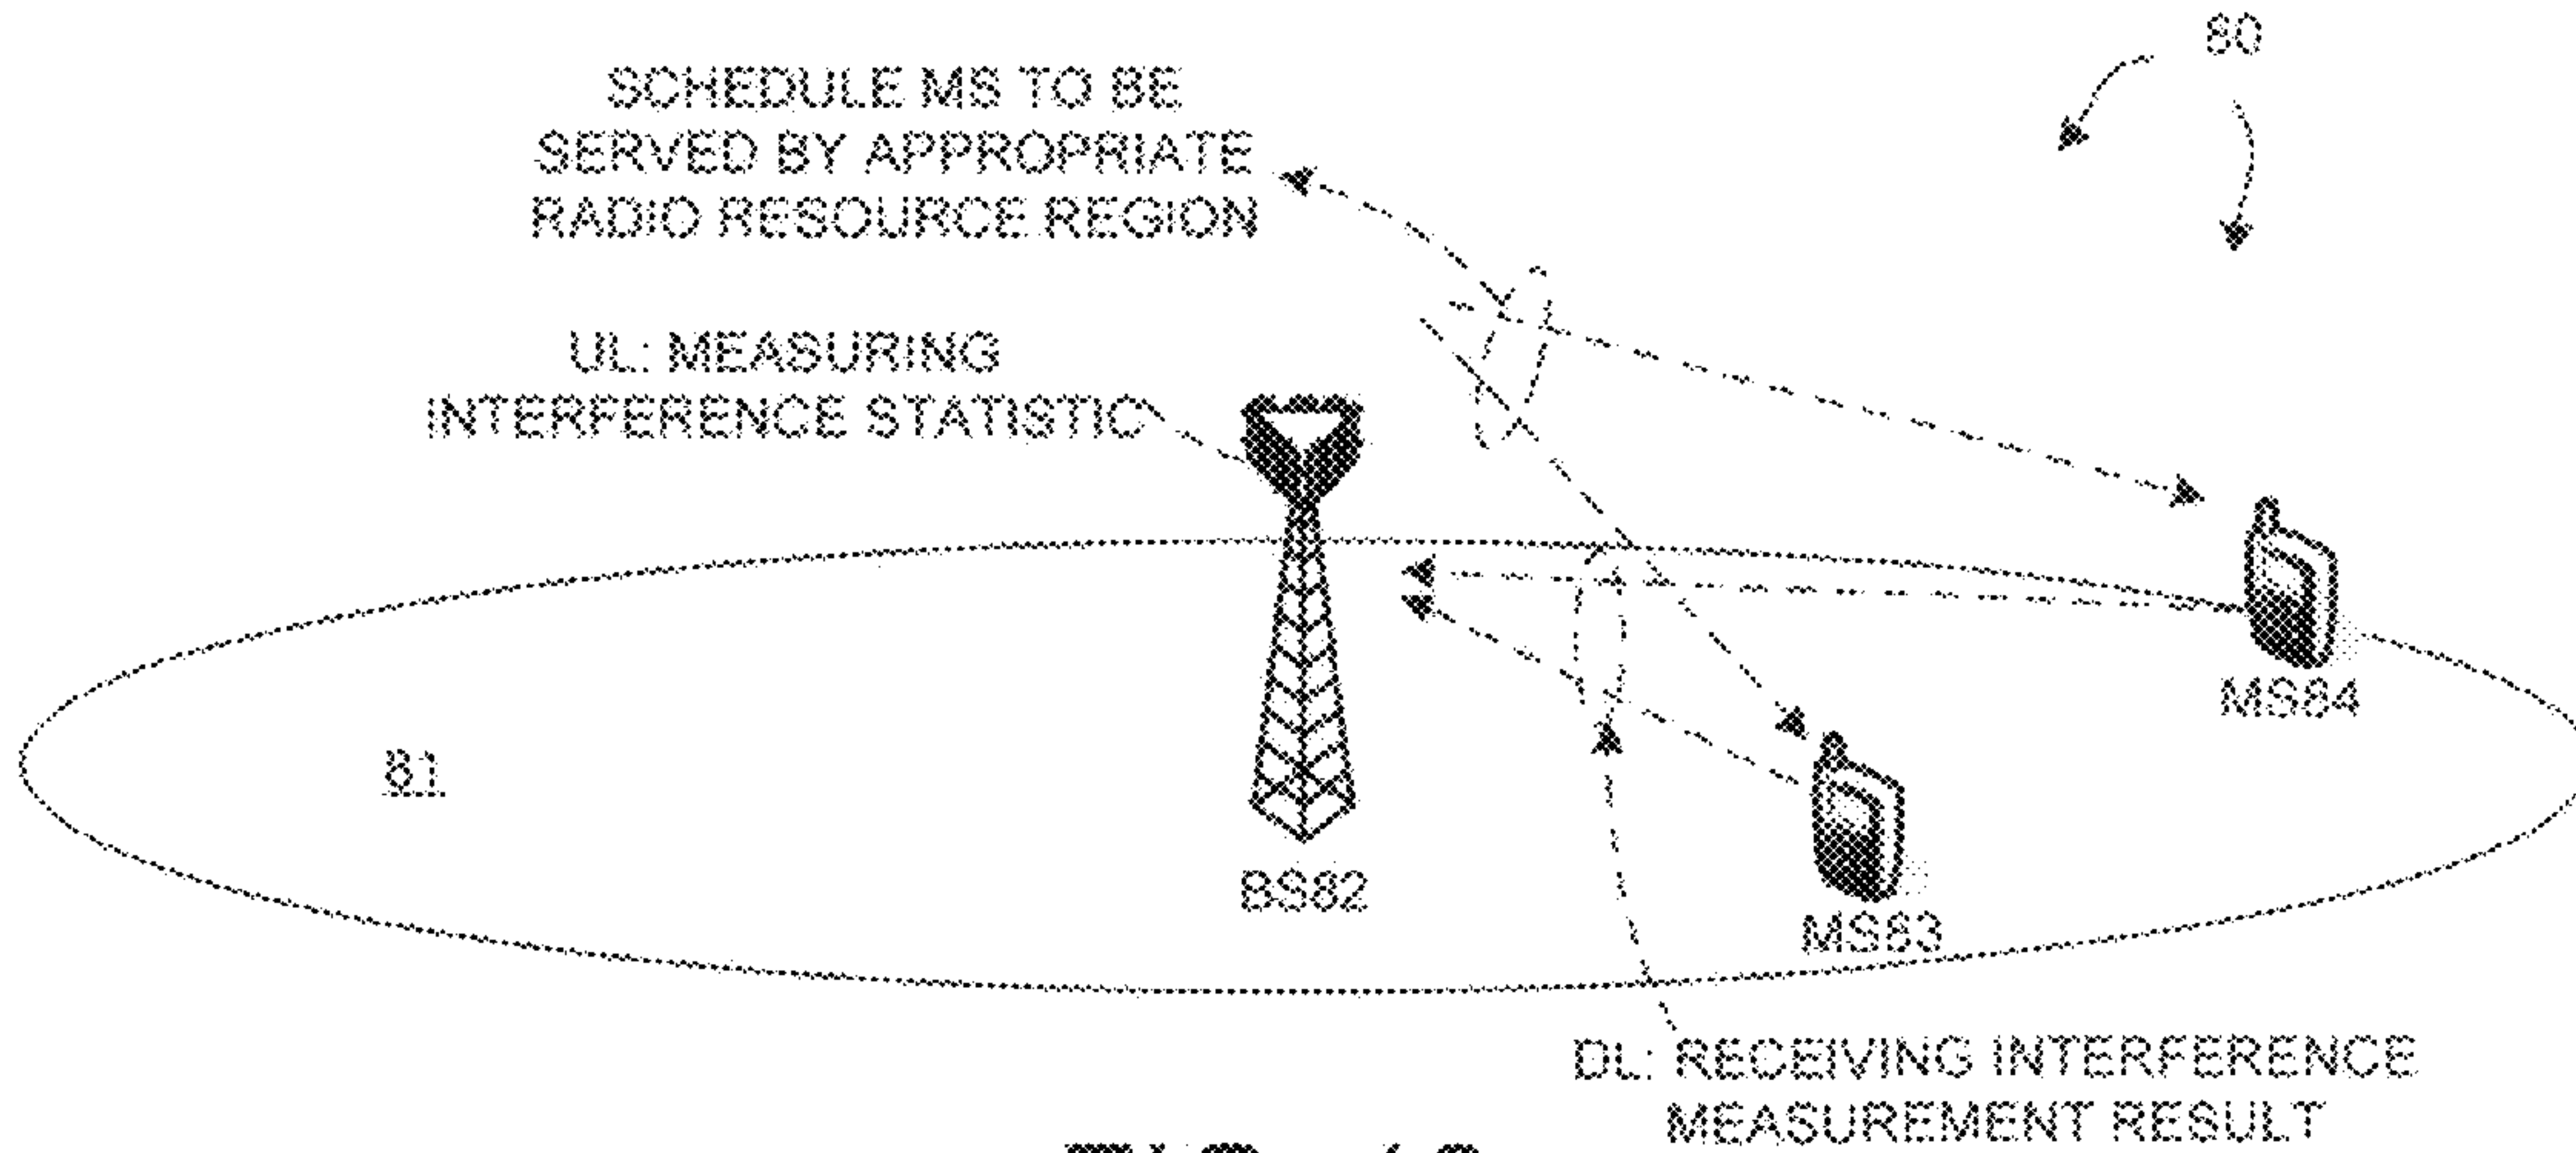 80
SCHEDULE MS TO BE
SERVED BY APPROPRIATE
RADIO RESOURCE REGION
UL: MEASURING
INTERFERENCE STATISTIC
MS84
81
BS82
MS83
DL: RECEIVING INTERFERENCE
MEASUREMENT RESULT